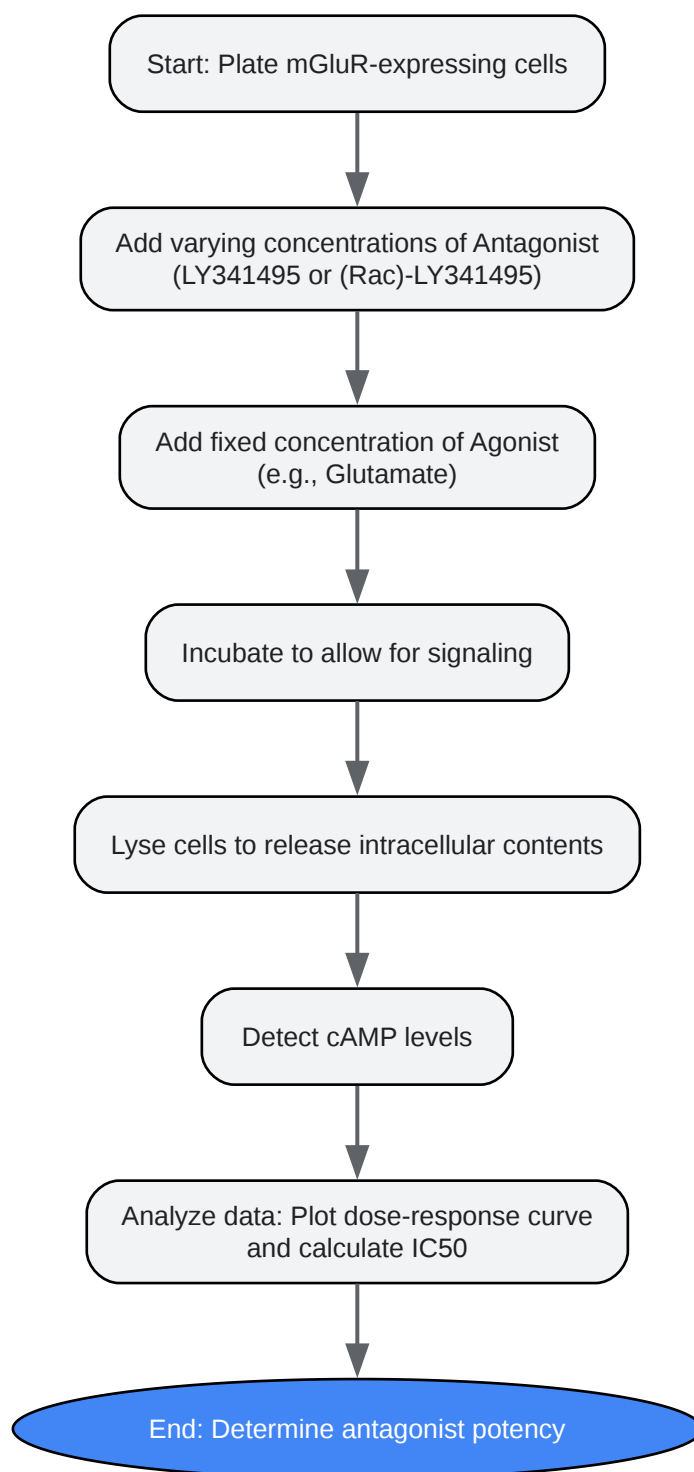 Start: Plate mGluR-expressing cells
Add varying concentrations of Antagonist
(LY341495 or (Rac)-LY341495)
Add fixed concentration of Agonist
(e.g., Glutamate)
Incubate to allow for signaling
Lyse cells to release intracellular contents
Detect cAMP levels
Analyze data: Plot dose-response curve
and calculate IC50
End: Determine antagonist potency